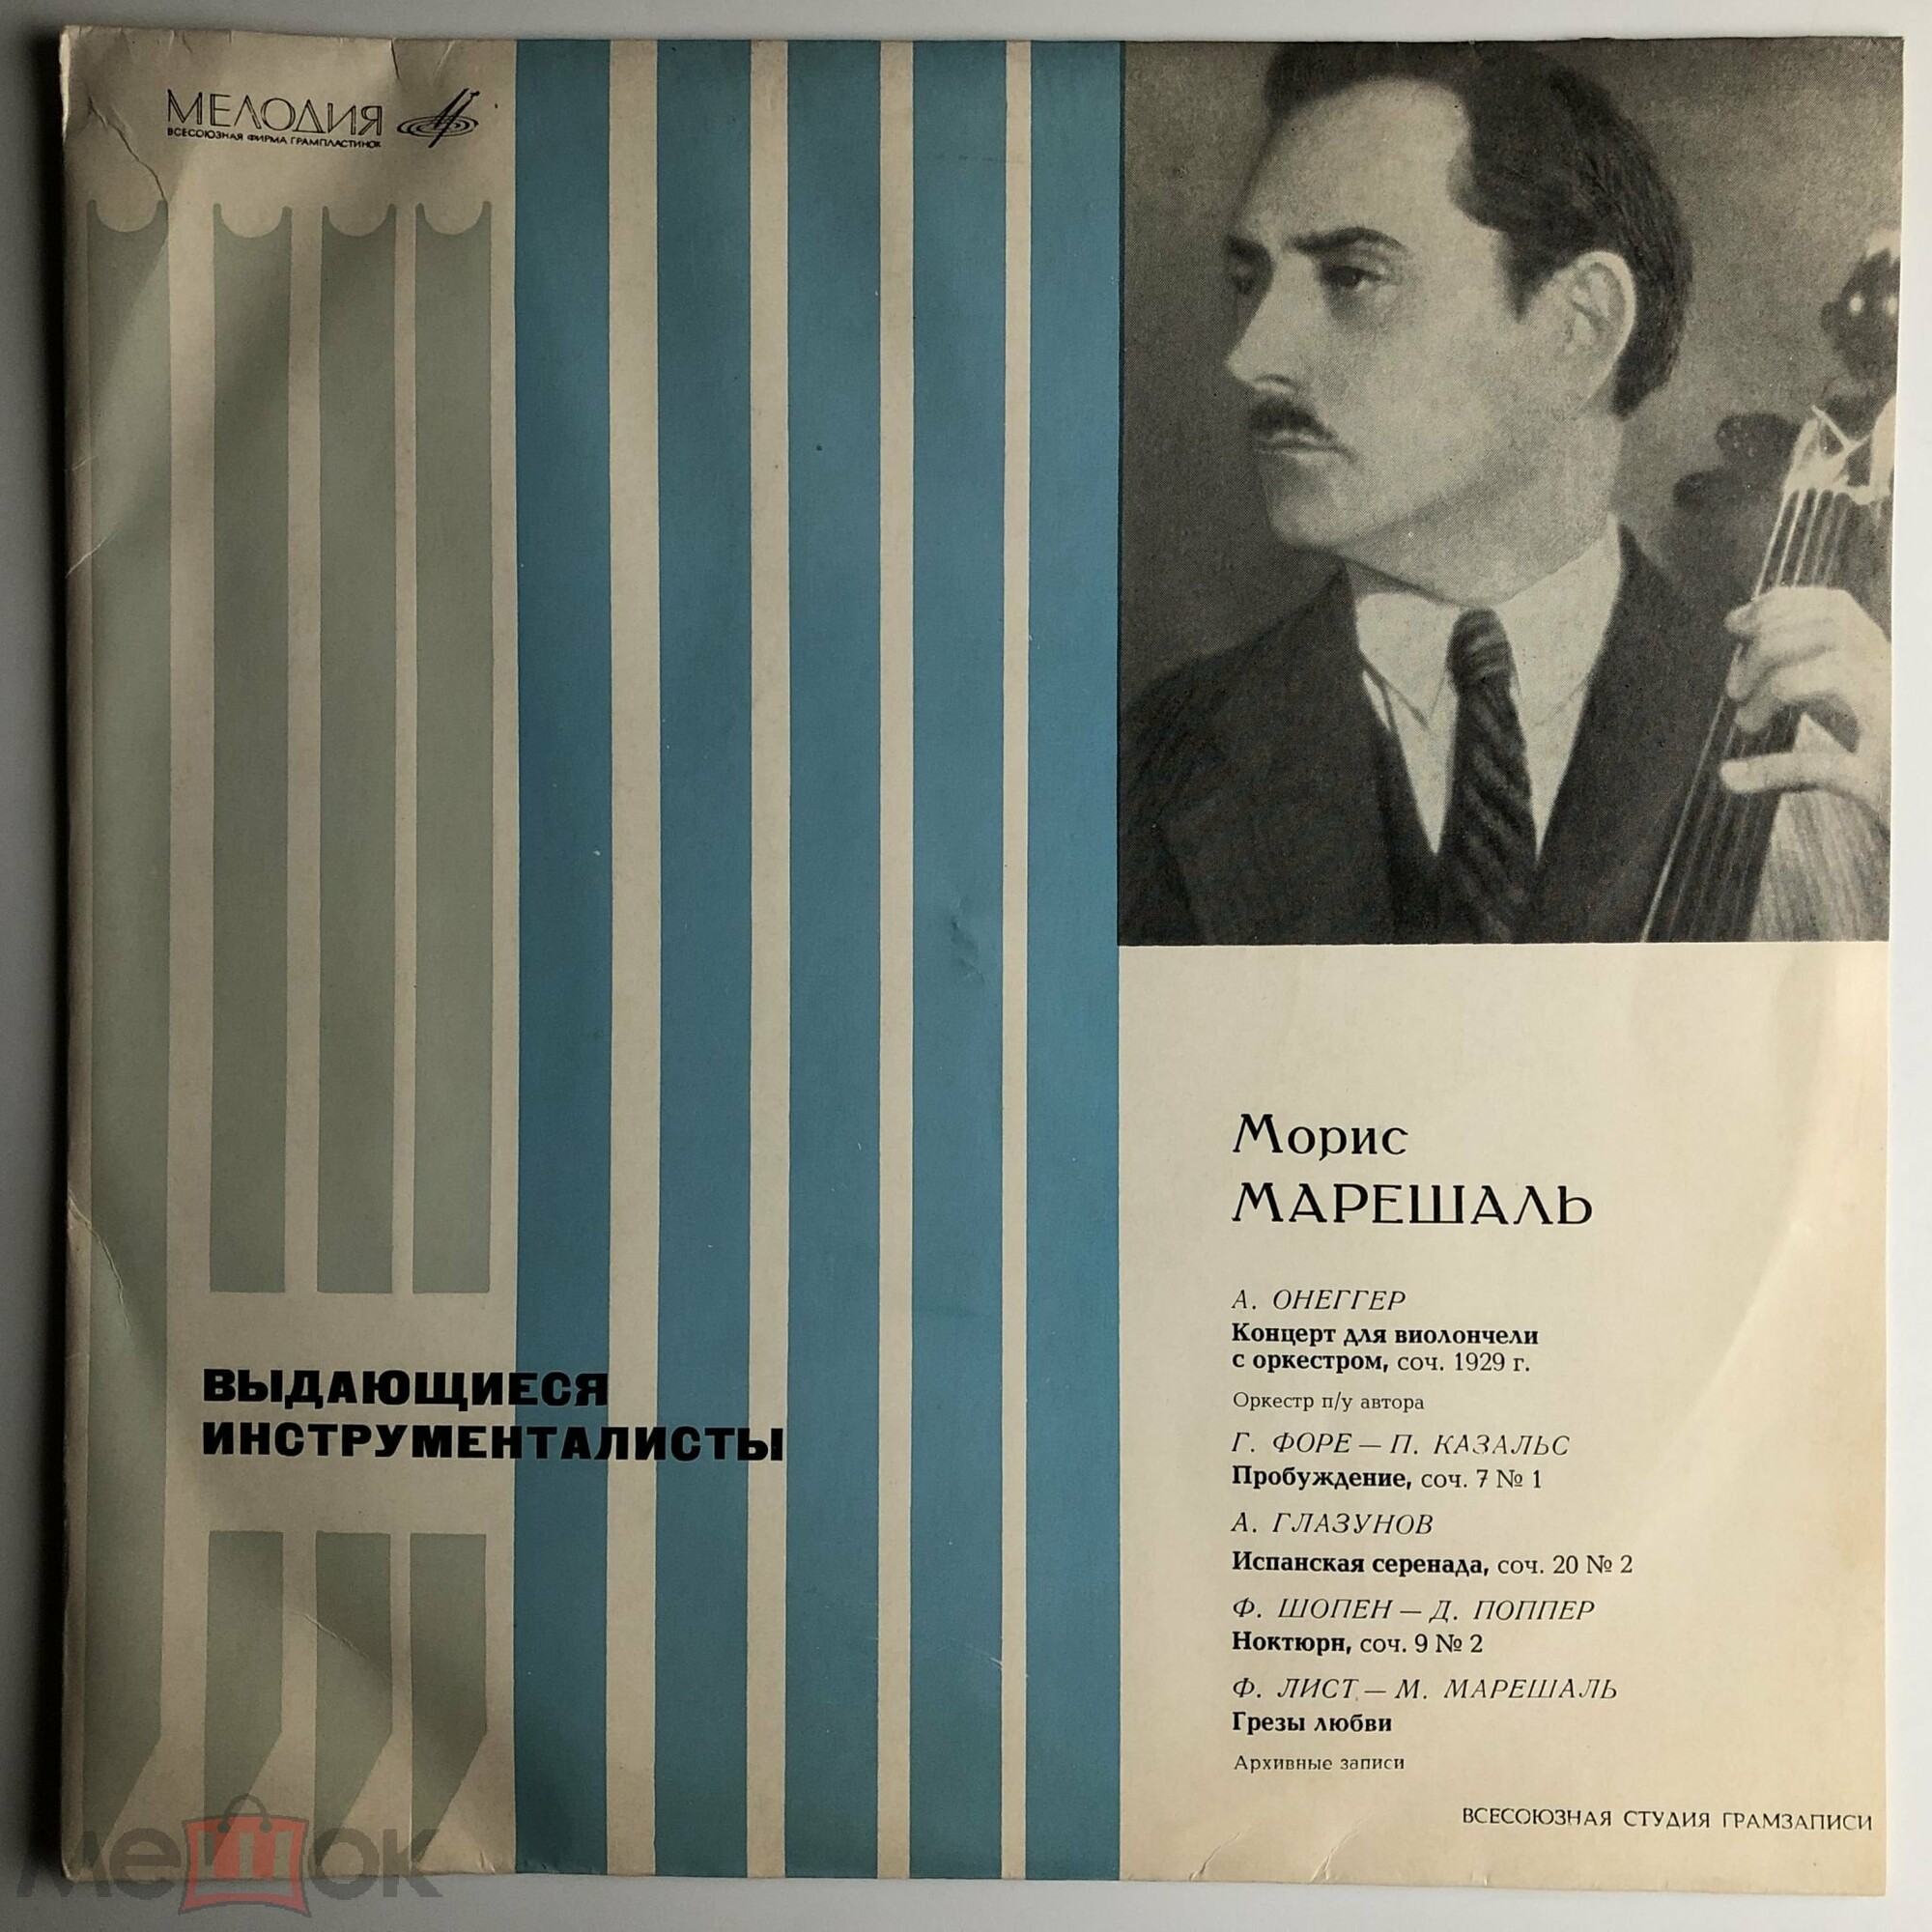 МЕЛОДИЯ
ВСЕСОЮЗНАЯ ФИРМА ГРАМПЛАСТИНОК
ВЫДАЮЩИЕСЯ
ИНСТРУМЕНТАЛИСТЫ
Морис
МАРЕШАЛЬ
А. ОНЕГГЕР
Концерт для виолончели
с оркестром, соч. 1929 г.
Оркестр п/у автора
Г. ФОРЕ — П. КАЗАЛЬС
Пробуждение, соч. 7 № 1
А. ГЛАЗУНОВ
Испанская серенада, соч. 20 № 2
Ф. ШОПЕН — Д. ПОППЕР
Ноктюрн, соч. 9 № 2
Ф. ЛИСТ — М. МАРЕШАЛЬ
Грезы любви
Архивные записи
ВСЕСОЮЗНАЯ СТУДИЯ ГРАМЗАПИСИ
мешок